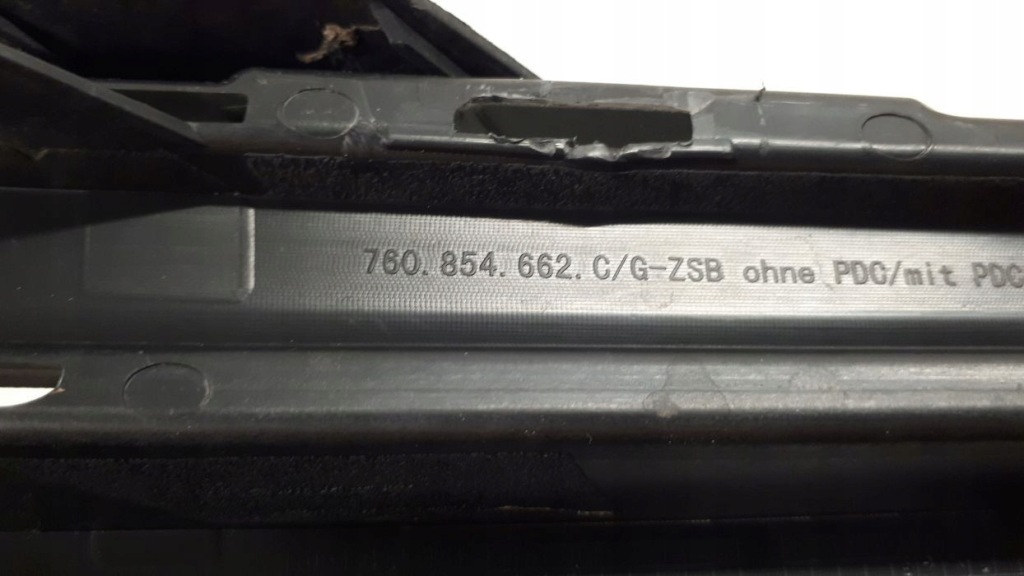 760.854.662.C/G-ZSB ohne PDC/mit PDC